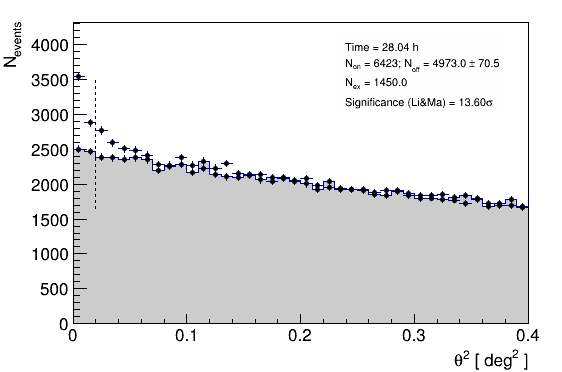 N_events
4000
3500
3000
2500
2000
1500
1000
500
0
Time = 28.04 h
N_on = 6423; N_off = 4973.0 ± 70.5
N_ex = 1450.0
Significance (Li&Ma) = 13.60σ
0 0.1 0.2 0.3 0.4
θ² [ deg² ]